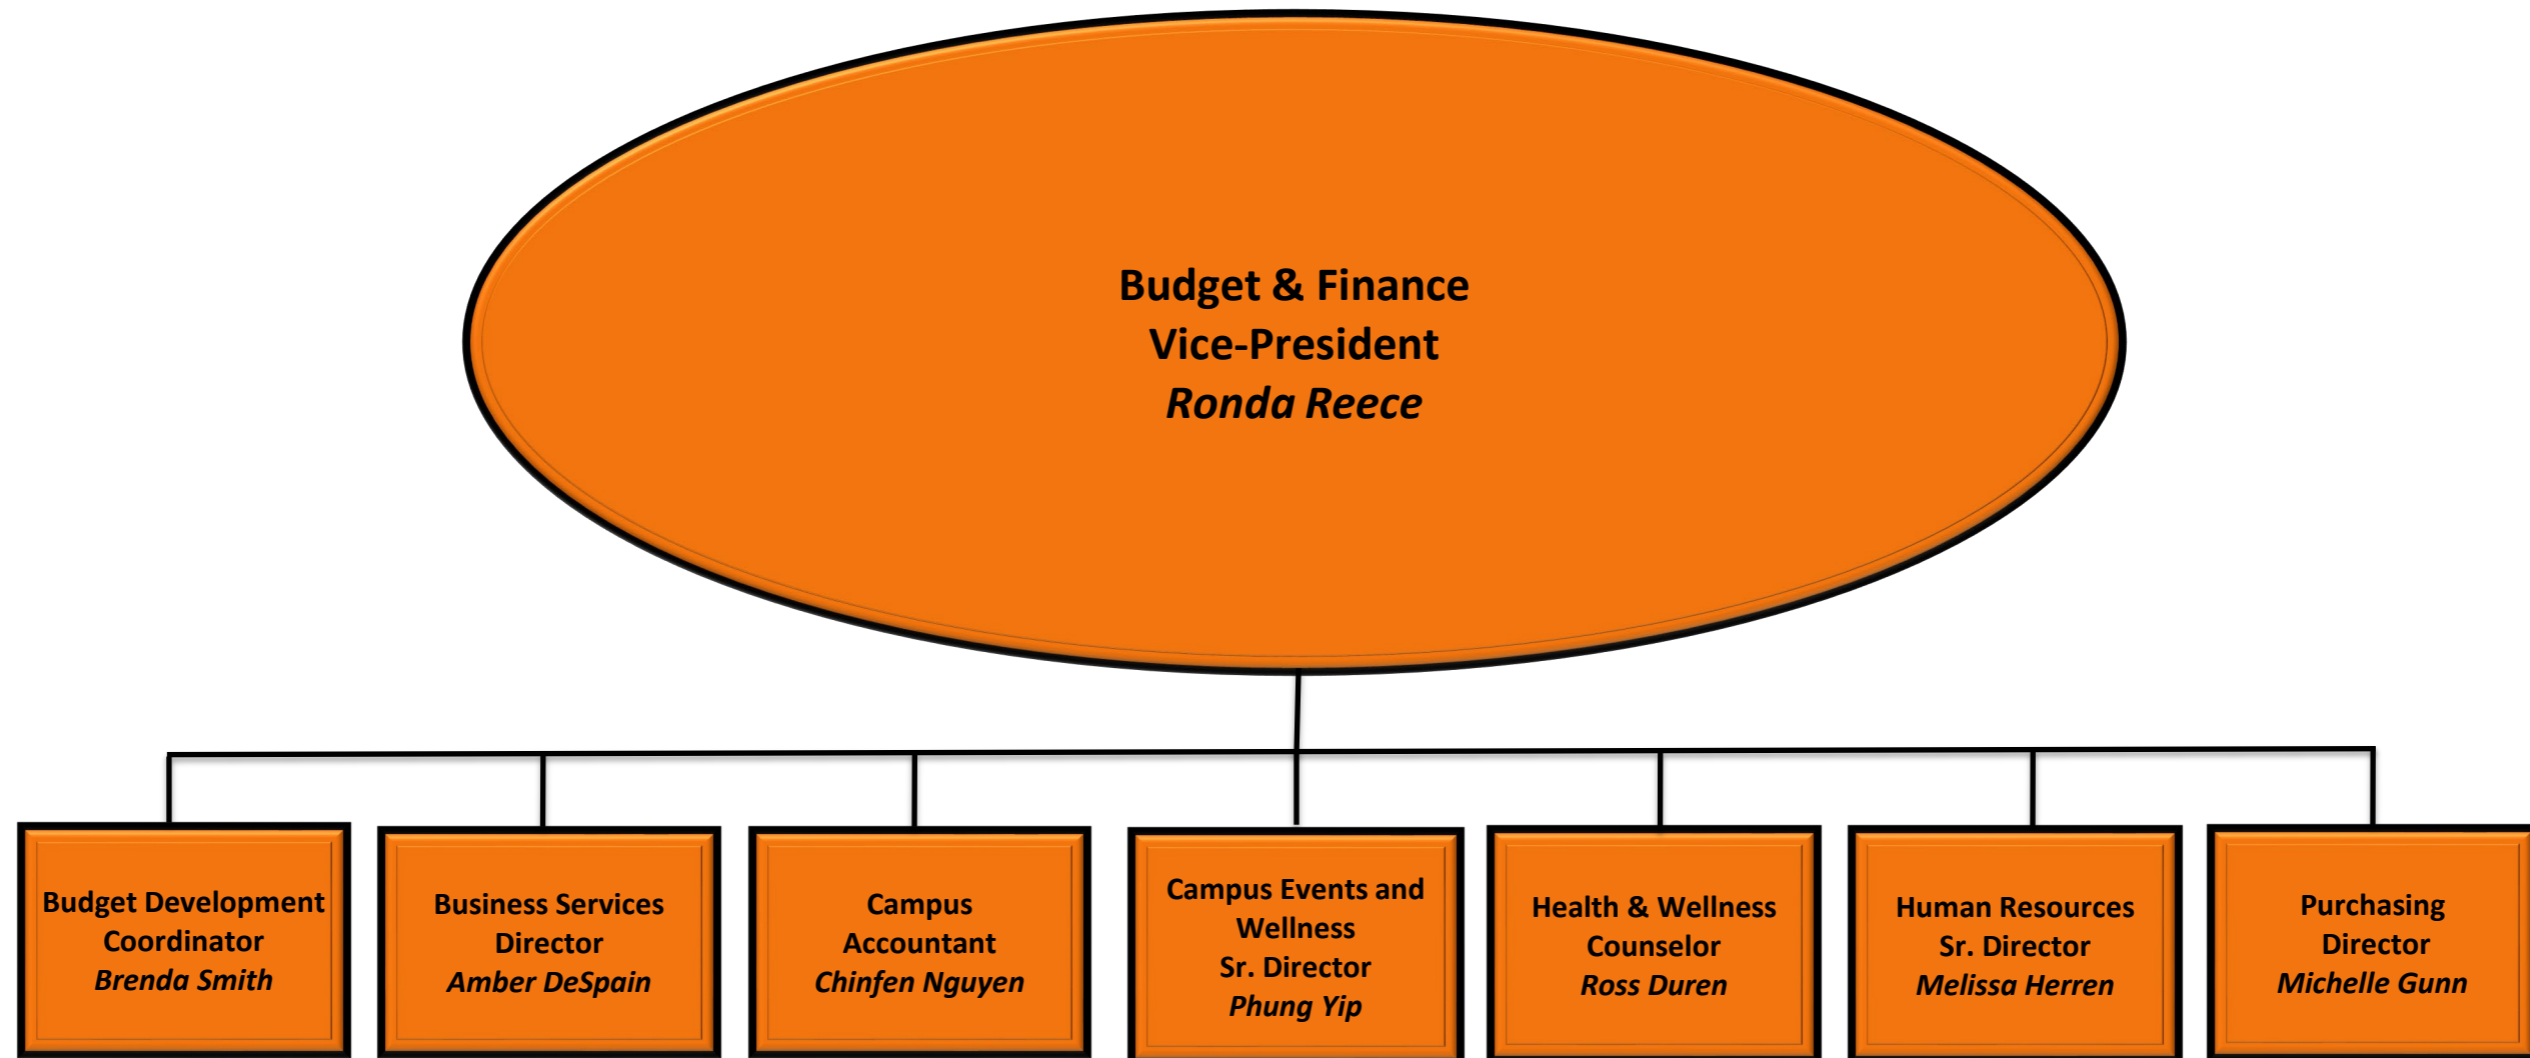 Budget & Finance
Vice-President
Ronda Reece
Budget Development
Coordinator
Brenda Smith
Business Services
Director
Amber DeSpain
Campus
Accountant
Chinfen Nguyen
Campus Events and
Wellness
Sr. Director
Phung Yip
Health & Wellness
Counselor
Ross Duren
Human Resources
Sr. Director
Melissa Herren
Purchasing
Director
Michelle Gunn